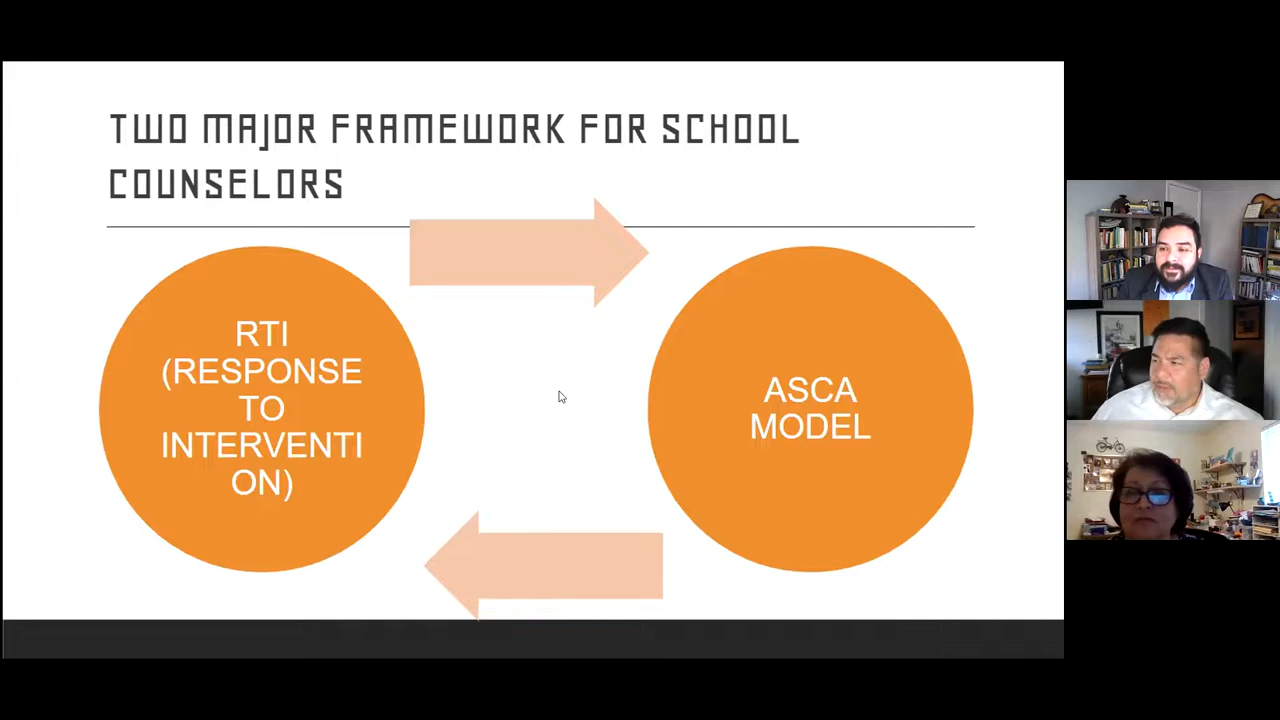 TWO MAJOR FRAMEWORK FOR SCHOOL
COUNSELORS
RTI
(RESPONSE
TO
INTERVENTI
ON)
ASCA
MODEL